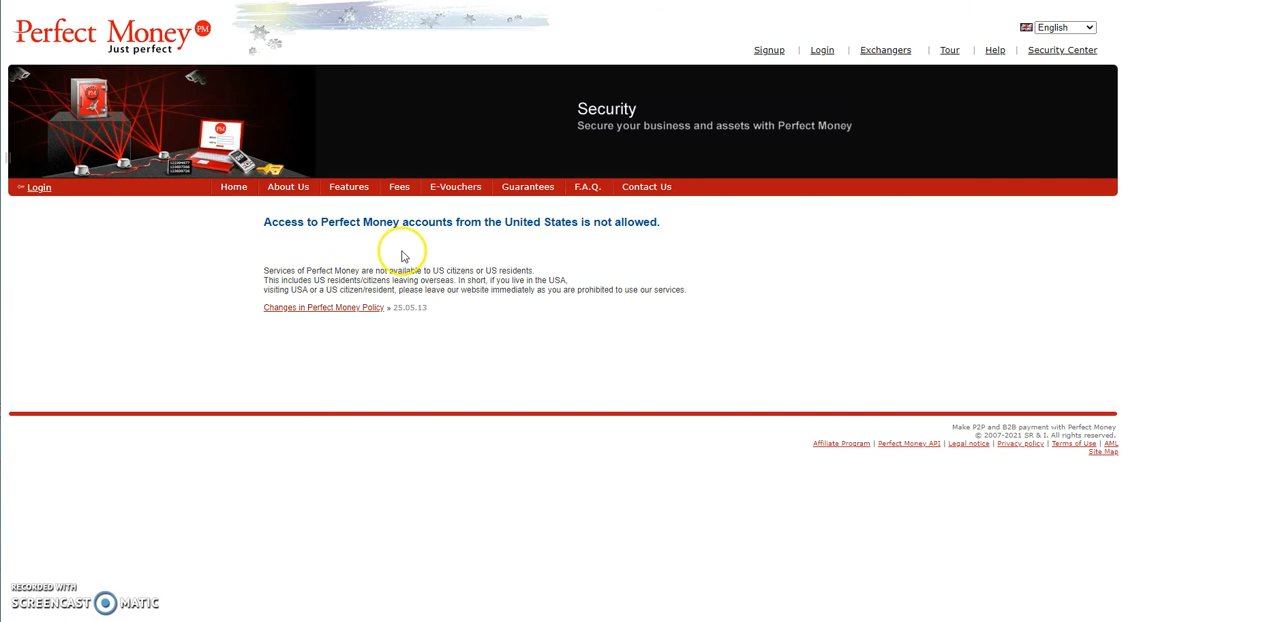 Perfect Money PM
Just perfect
English
Signup | Login | Exchangers | Tour | Help | Security Center
PM
Security
Secure your business and assets with Perfect Money
Login
Home About Us Features Fees E-Vouchers Guarantees F.A.Q. Contact Us
Access to Perfect Money accounts from the United States is not allowed.
Services of Perfect Money are not available to US citizens or US residents.
This includes US residents/citizens leaving overseas. In short, if you live in the USA,
visiting USA or a US citizen/resident, please leave our website immediately as you are prohibited to use our services.
Changes in Perfect Money Policy » 25.05.13
Make P2P and B2B payment with Perfect Money
© 2007-2021 SR & I. All rights reserved.
Affiliate Program | Perfect Money API | Legal notice | Privacy policy | Terms of Use | AML
Site Map
RECORDED WITH
SCREENCAST MATIC